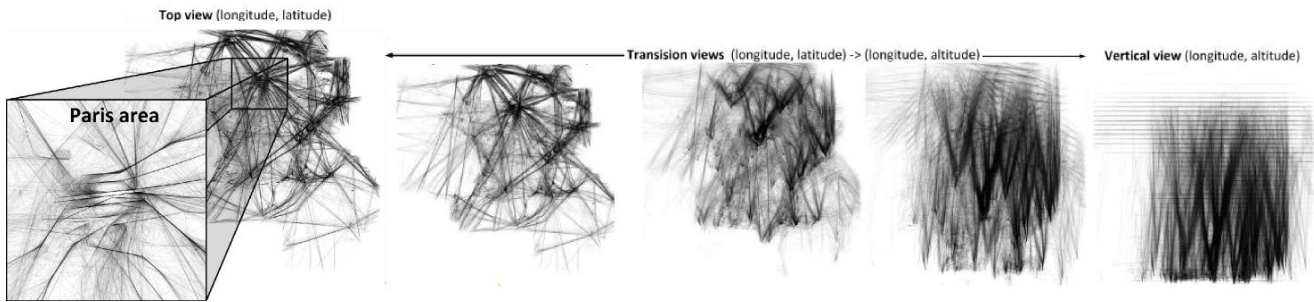 Top view (longitude, latitude)
Transision views (longitude, latitude) -> (longitude, altitude)
Vertical view (longitude, altitude)
Paris area